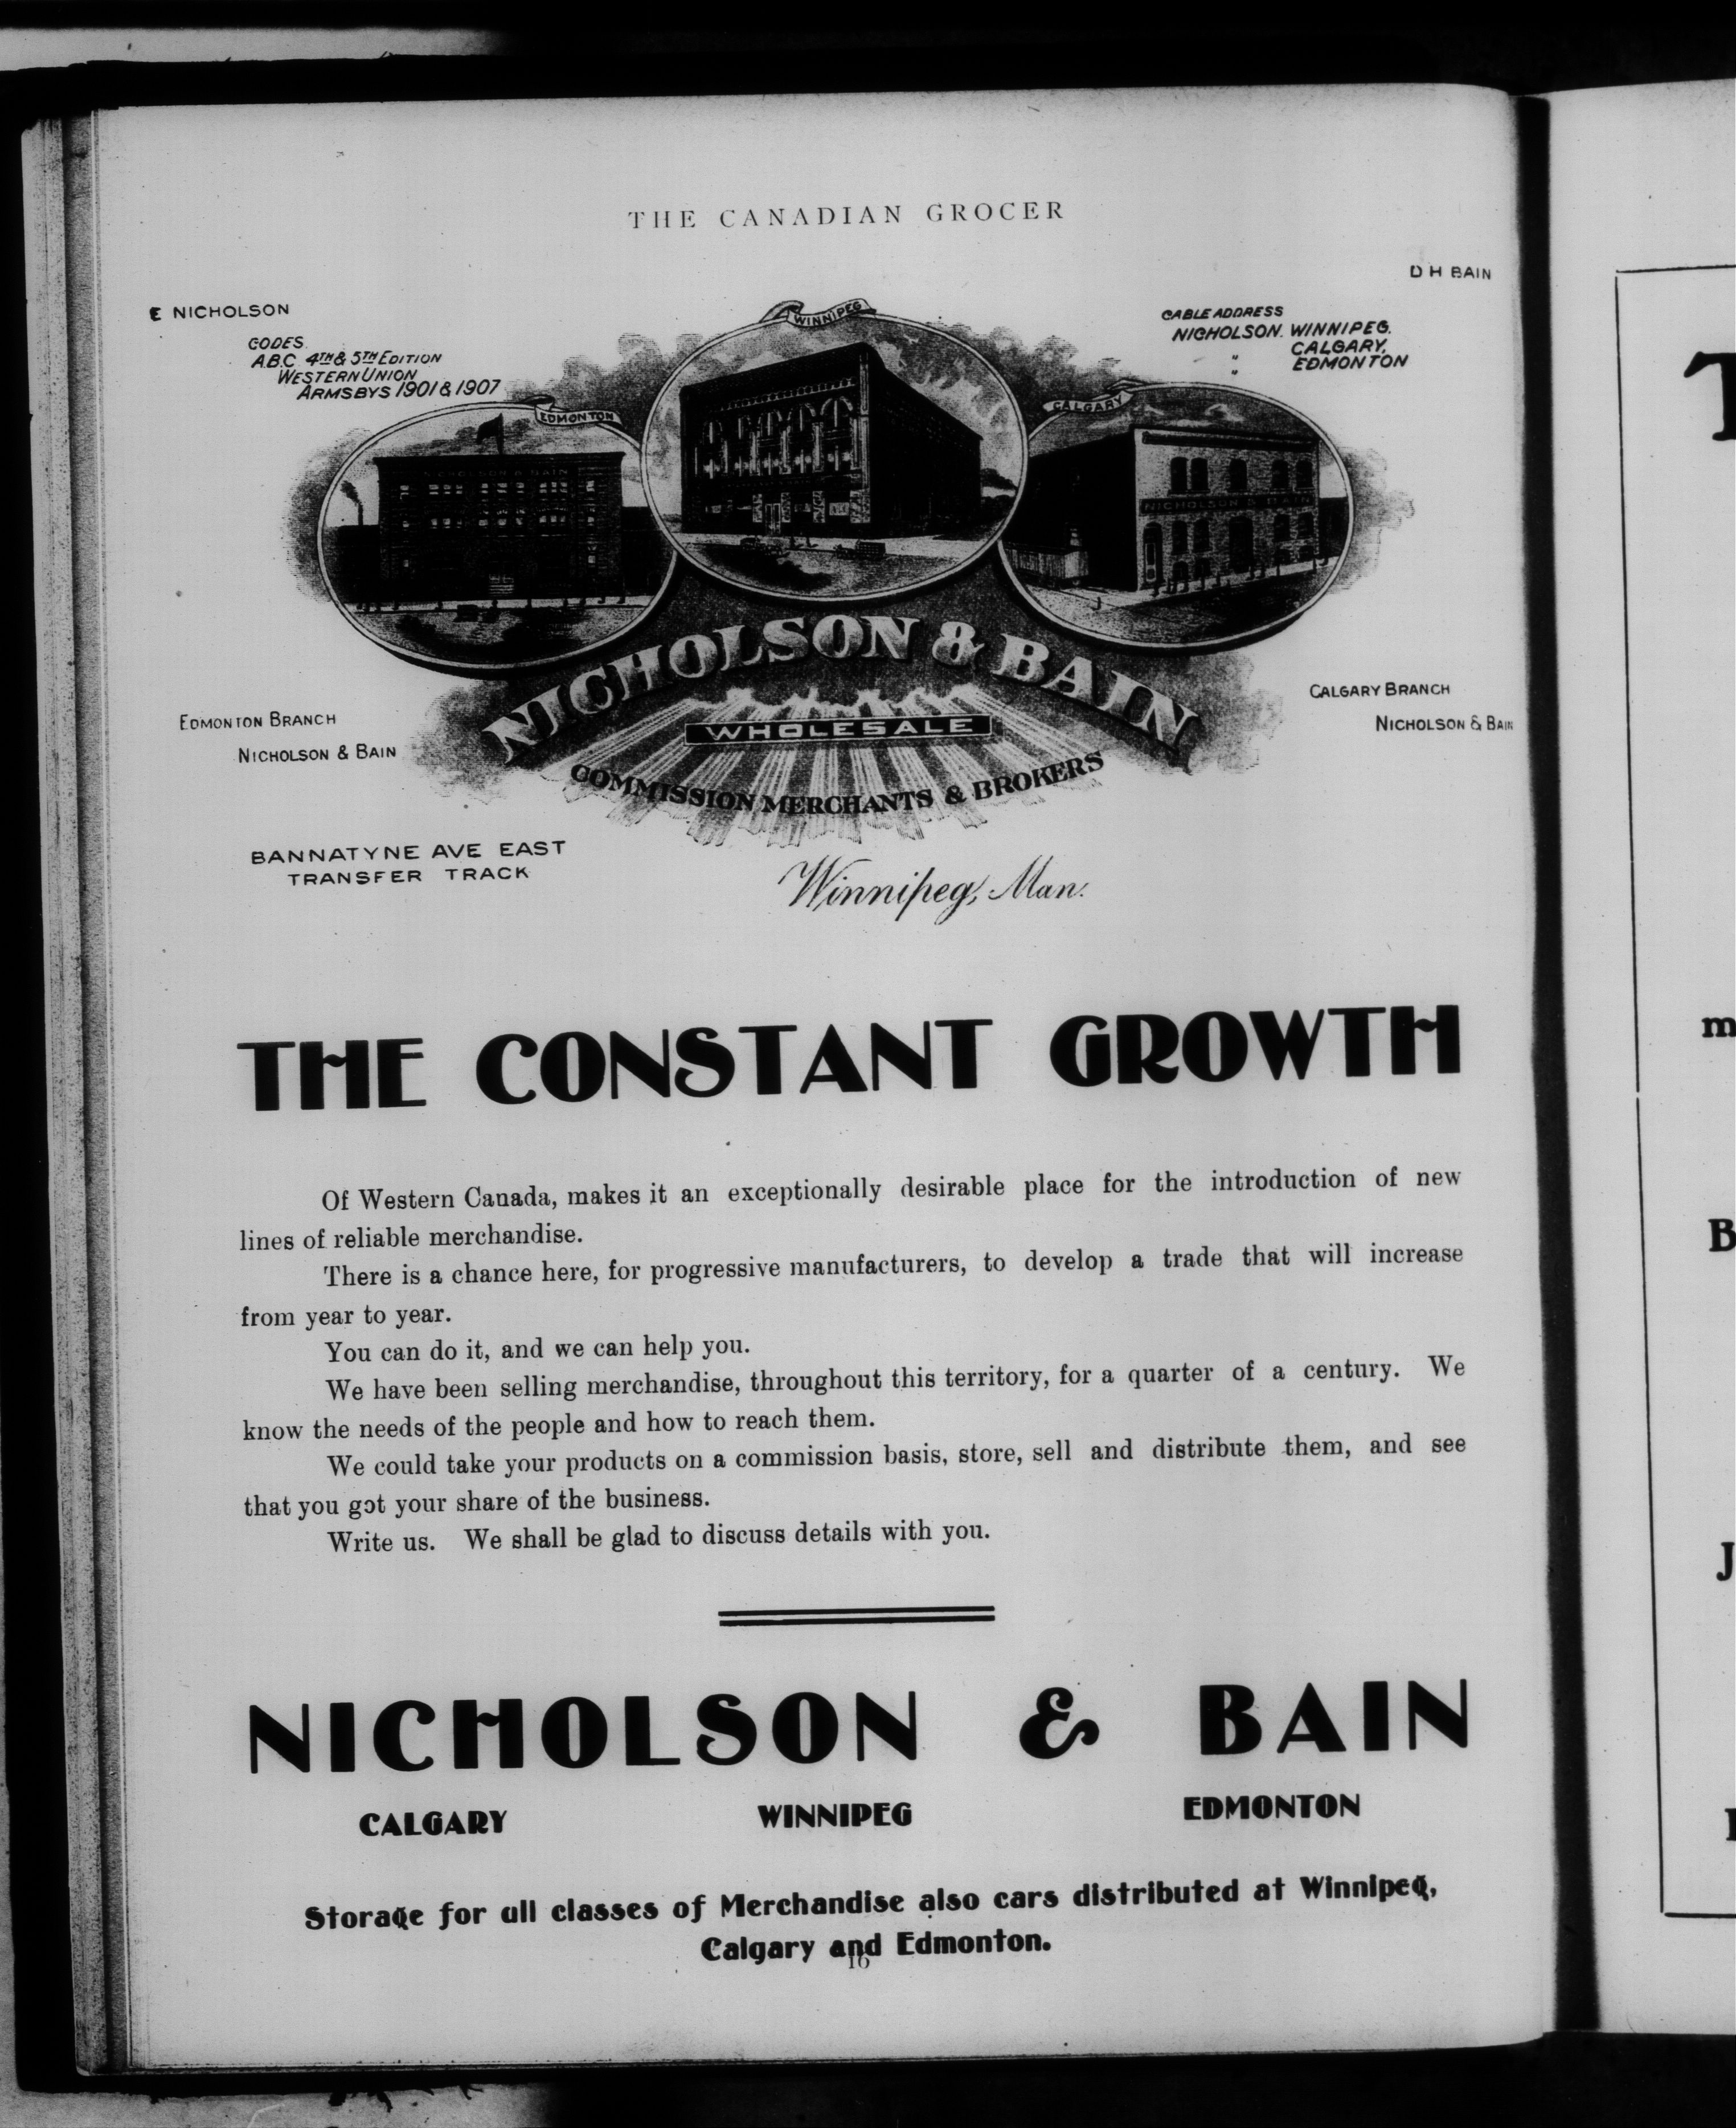 THE CANADIAN GROCER
D H BAIN
E NICHOLSON
CODES.
A.B.C. 4TH & 5TH EDITION
WESTERN UNION
ARMSBYS 1901 & 1907
CABLE ADDRESS
NICHOLSON. WINNIPEG.
" CALGARY.
" EDMONTON
WINNIPEG
EDMONTON
CALGARY
NICHOLSON & BAIN
NICHOLSON & BAIN
NICHOLSON & BAIN
WHOLESALE
COMMISSION MERCHANTS & BROKERS
EDMONTON BRANCH
NICHOLSON & BAIN
CALGARY BRANCH
NICHOLSON & BAIN
BANNATYNE AVE EAST
TRANSFER TRACK
Winnipeg, Man.
THE CONSTANT GROWTH
Of Western Canada, makes it an exceptionally desirable place for the introduction of new
lines of reliable merchandise.
There is a chance here, for progressive manufacturers, to develop a trade that will increase
from year to year.
You can do it, and we can help you.
We have been selling merchandise, throughout this territory, for a quarter of a century. We
know the needs of the people and how to reach them.
We could take your products on a commission basis, store, sell and distribute them, and see
that you get your share of the business.
Write us. We shall be glad to discuss details with you.
NICHOLSON & BAIN
CALGARY WINNIPEG EDMONTON
Storage for all classes of Merchandise also cars distributed at Winnipeg,
Calgary and Edmonton.
16
T
m
B
J